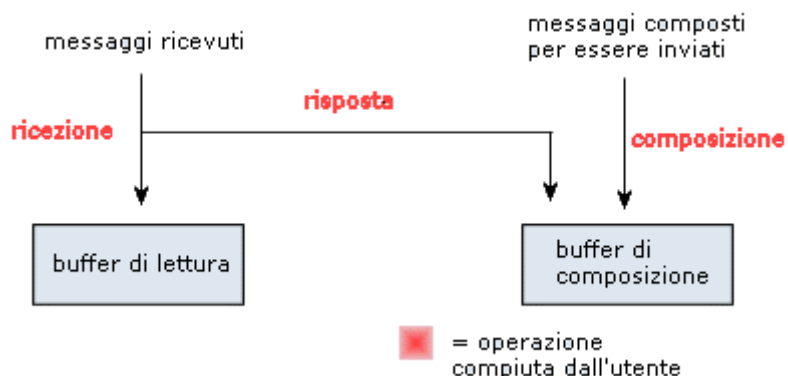 messaggi ricevuti
messaggi composti
per essere inviati
risposta
ricezione
composizione
buffer di lettura
buffer di
composizione
= operazione
compiuta dall'utente